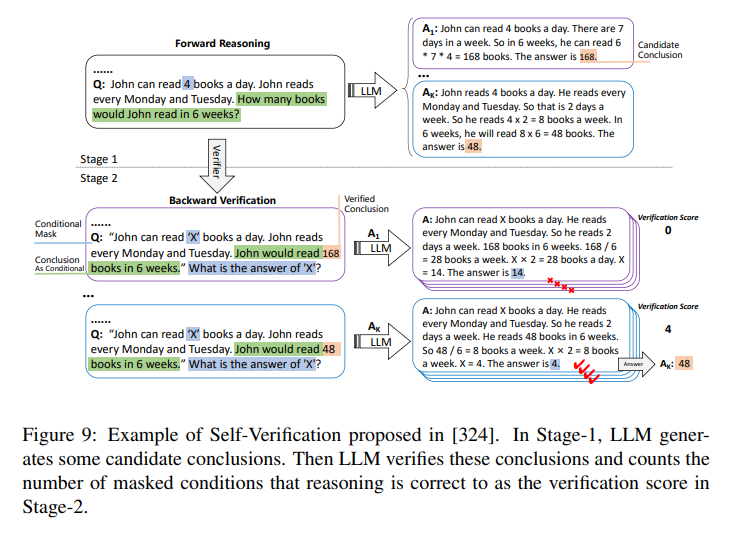 Forward Reasoning
......
Q: John can read 4 books a day. John reads
every Monday and Tuesday. How many books
would John read in 6 weeks?
LLM
A1: John can read 4 books a day. There are 7
days in a week. So in 6 weeks, he can read 6
* 7 * 4 = 168 books. The answer is 168.
Candidate
Conclusion
...
AK: John reads 4 books a day. He reads every
Monday and Tuesday. So that is 2 days a
week. So he reads 4 x 2 = 8 books a week. In
6 weeks, he will read 8 x 6 = 48 books. The
answer is 48.
Stage 1
Stage 2
Verifier
Backward Verification
Verified
Conclusion
Conditional
Mask
Conclusion
As Conditional
......
Q: “John can read ‘X’ books a day. John reads
every Monday and Tuesday. John would read 168
books in 6 weeks.” What is the answer of ‘X’?
A1
LLM
A: John can read X books a day. He reads
every Monday and Tuesday. So he reads 2
days a week. 168 books in 6 weeks. 168 / 6
= 28 books a week. X × 2 = 28 books a day. X
= 14. The answer is 14.
Verification Score
0
...
......
Q: “John can read ‘X’ books a day. John reads
every Monday and Tuesday. John would read 48
books in 6 weeks.” What is the answer of ‘X’?
AK
LLM
A: John can read X books a day. He reads
every Monday and Tuesday. So he reads 2
days a week. He reads 48 books in 6 weeks.
So 48 / 6 = 8 books a week. X × 2 = 8 books
a week. X = 4. The answer is 4.
Verification Score
4
Answer
AK: 48
Figure 9: Example of Self-Verification proposed in [324]. In Stage-1, LLM gener-
ates some candidate conclusions. Then LLM verifies these conclusions and counts the
number of masked conditions that reasoning is correct to as the verification score in
Stage-2.